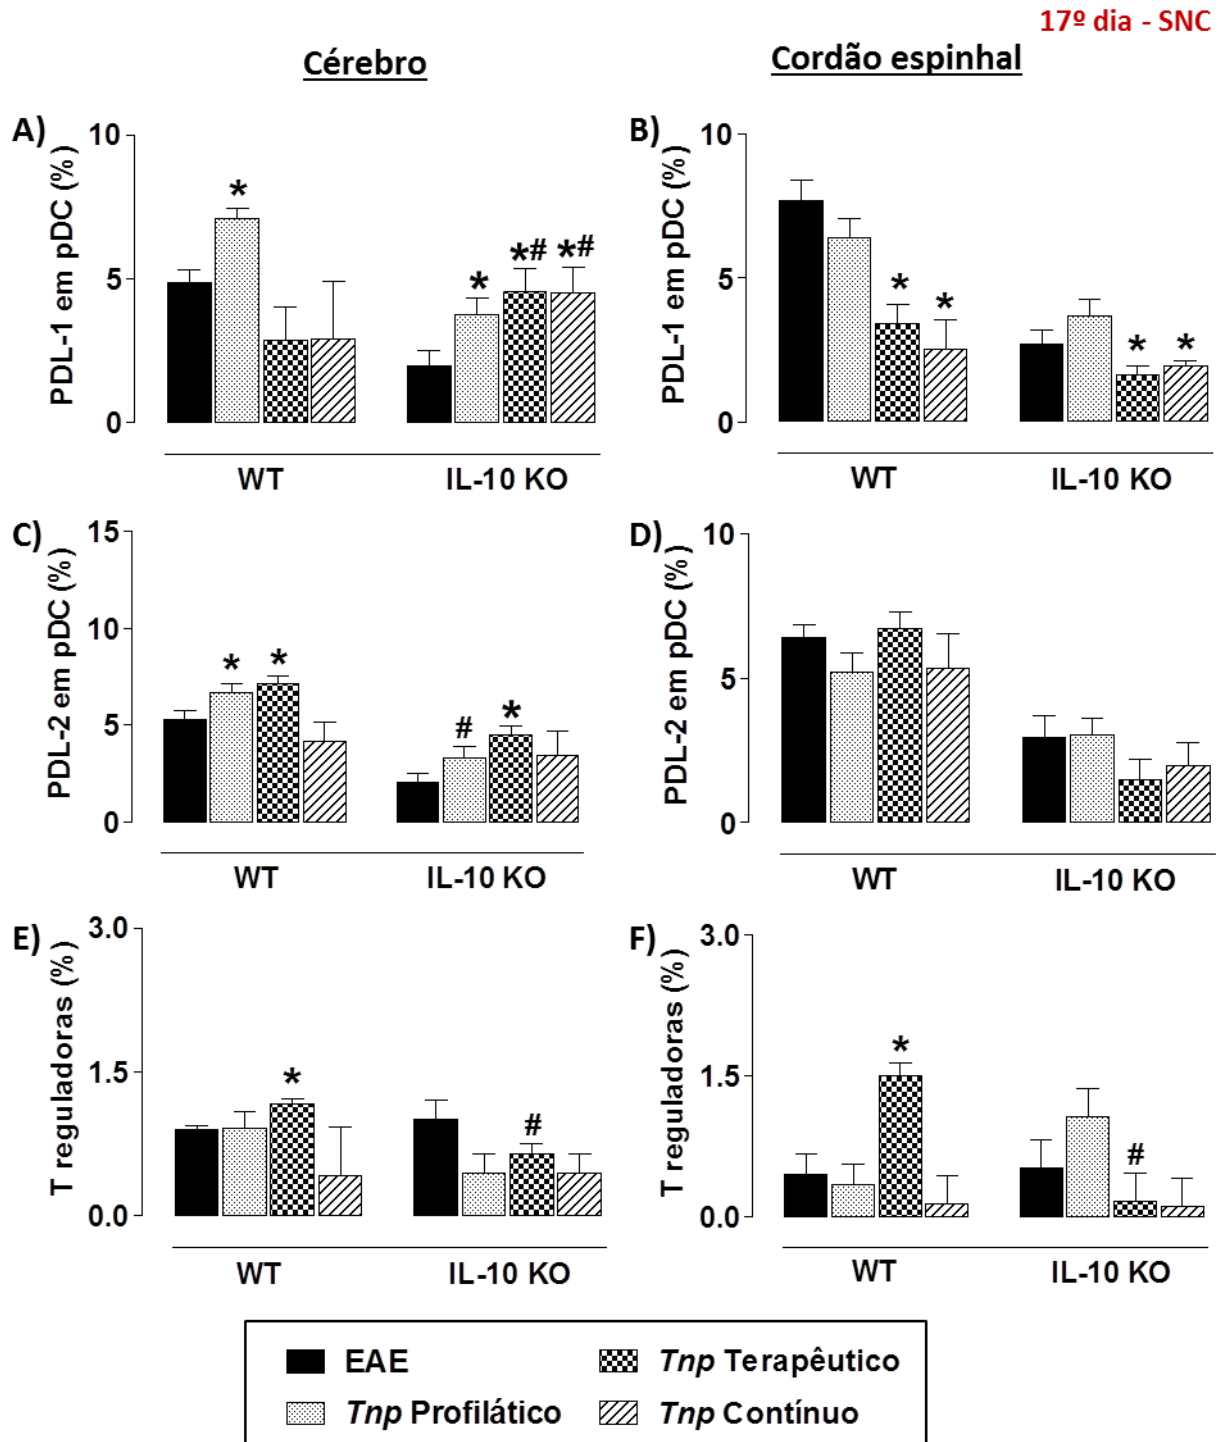 17º dia - SNC
Cérebro
Cordão espinhal
A)
PDL-1 em pDC (%)
10
5
0
*
*
*#
*#
WT
IL-10 KO
B)
PDL-1 em pDC (%)
10
5
0
*
*
*
*
WT
IL-10 KO
C)
PDL-2 em pDC (%)
15
10
5
0
*
*
#
*
WT
IL-10 KO
D)
PDL-2 em pDC (%)
10
5
0
WT
IL-10 KO
E)
T reguladoras (%)
3.0
1.5
0.0
*
#
WT
IL-10 KO
F)
T reguladoras (%)
3.0
1.5
0.0
*
#
WT
IL-10 KO
EAE
Tnp Terapêutico
Tnp Profilático
Tnp Contínuo